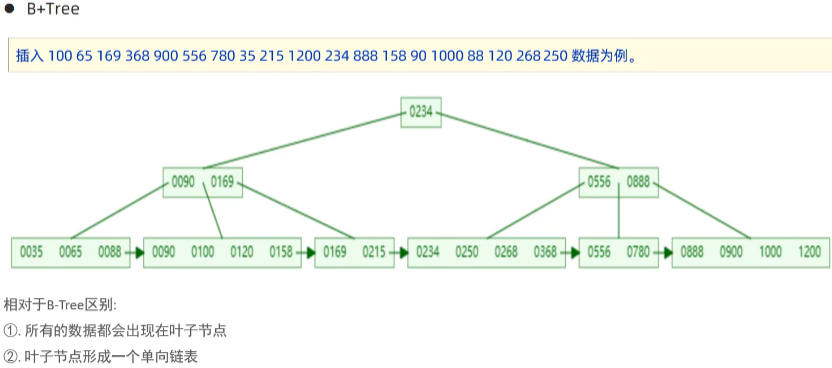 ● B+Tree
插入 100 65 169 368 900 556 780 35 215 1200 234 888 158 90 1000 88 120 268 250 数据为例。
0234
0090 0169 0556 0888
0035 0065 0088 0090 0100 0120 0158 0169 0215 0234 0250 0268 0368 0556 0780 0888 0900 1000 1200
相对于B-Tree区别:
①. 所有的数据都会出现在叶子节点
②. 叶子节点形成一个单向链表